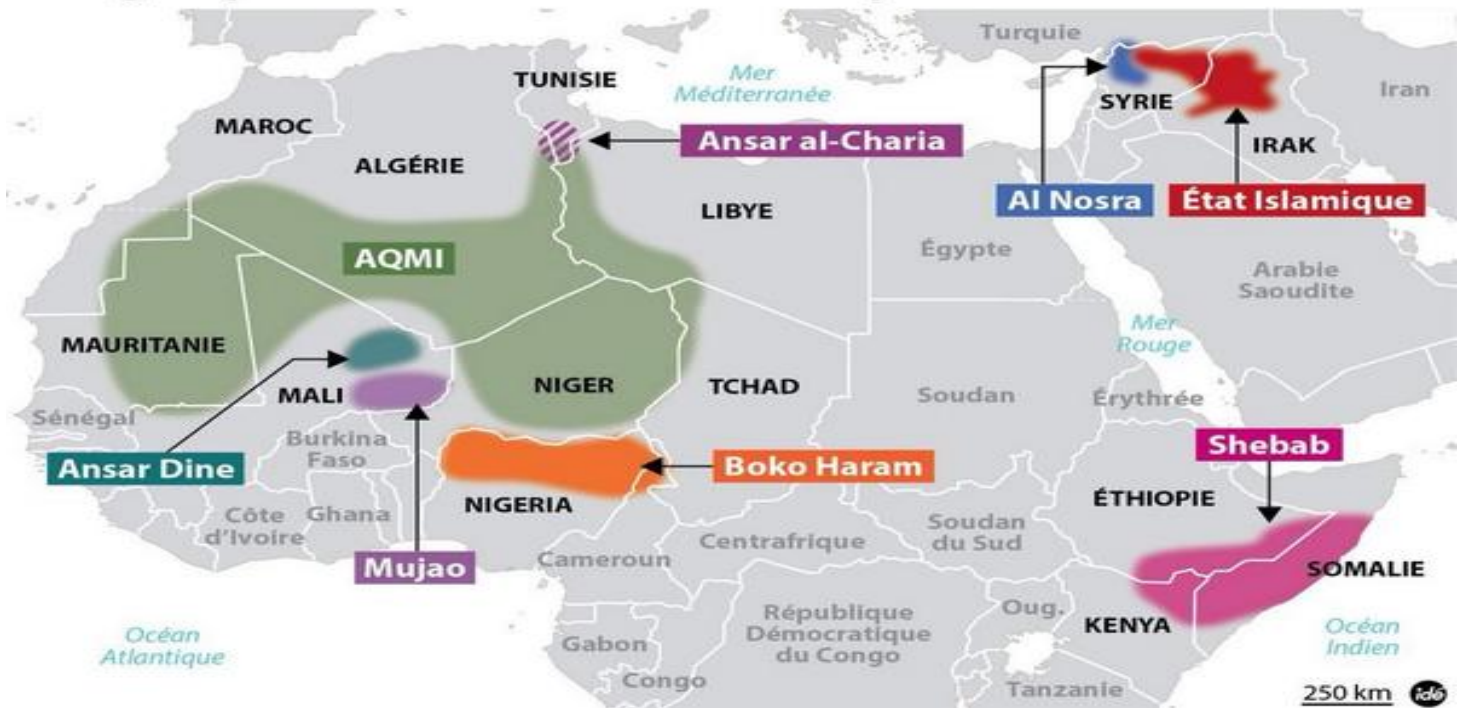 Turquie
TUNISIE
Mer
Méditerranée
Iran
SYRIE
MAROC
Ansar al-Charia
IRAK
ALGÉRIE
Al Nosra
État Islamique
LIBYE
Égypte
AQMI
Arabie
Saoudite
Mer
Rouge
MAURITANIE
NIGER
TCHAD
MALI
Soudan
Érythrée
Sénégal
Burkina
Faso
Shebab
Ansar Dine
Boko Haram
NIGERIA
ÉTHIOPIE
Côte
d'Ivoire
Ghana
Soudan
du Sud
Centrafrique
Cameroun
Mujao
SOMALIE
Océan
Atlantique
Gabon
Congo
République
Démocratique
du Congo
Oug.
KENYA
Océan
Indien
Tanzanie
250 km
idé